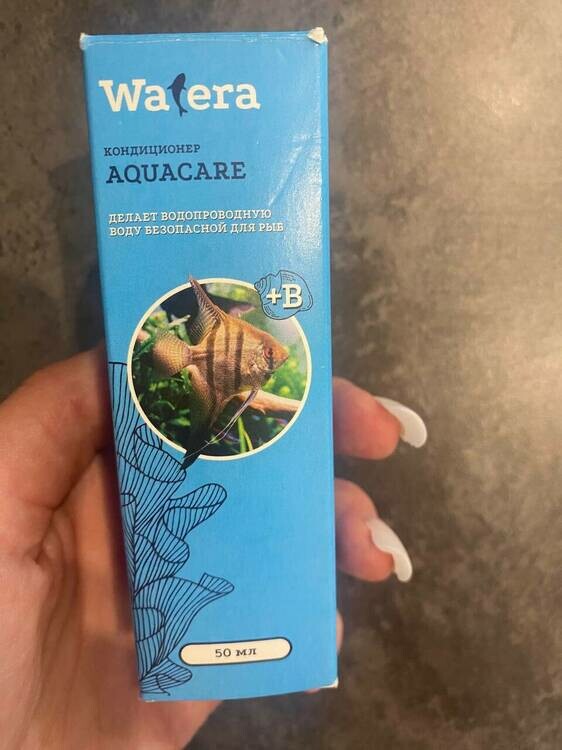 Watera
КОНДИЦИОНЕР
AQUACARE
ДЕЛАЕТ ВОДОПРОВОДНУЮ
ВОДУ БЕЗОПАСНОЙ ДЛЯ РЫБ
+B
50 мл